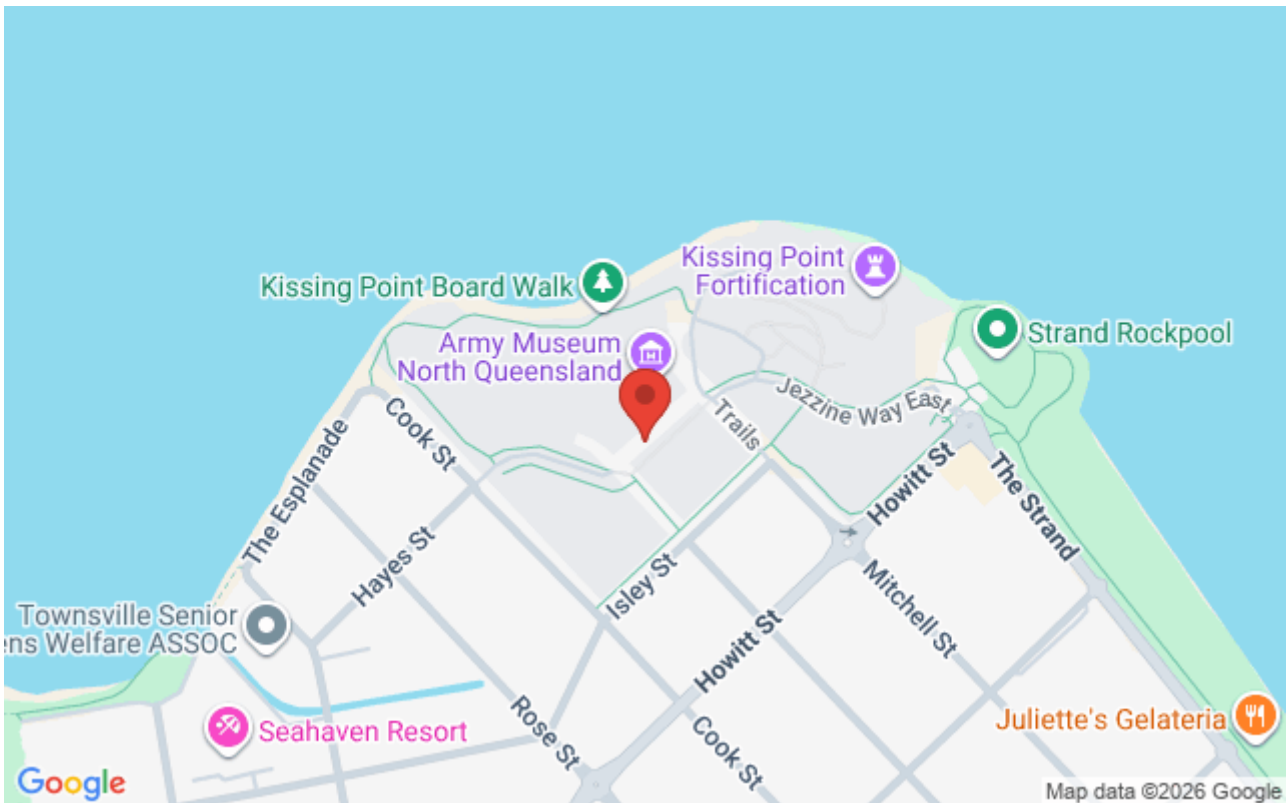 Kissing Point
Fortification
Kissing Point Board Walk
Strand Rockpool
Army Museum
North Queensland
Jezzine Way East
Trails
Cook St
The Esplanade
Howitt St
The Strand
Hayes St
Isley St
Mitchell St
Townsville Senior
ens Welfare ASSOC
Howitt St
Rose St
Cook St
Seahaven Resort
Juliette's Gelateria
Google
Map data ©2026 Google